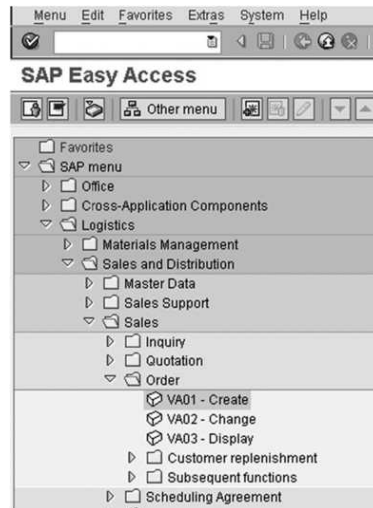 Menu Edit Favorites Extras System Help
SAP Easy Access
Other menu
Favorites
SAP menu
Office
Cross-Application Components
Logistics
Materials Management
Sales and Distribution
Master Data
Sales Support
Sales
Inquiry
Quotation
Order
VA01 - Create
VA02 - Change
VA03 - Display
Customer replenishment
Subsequent functions
Scheduling Agreement